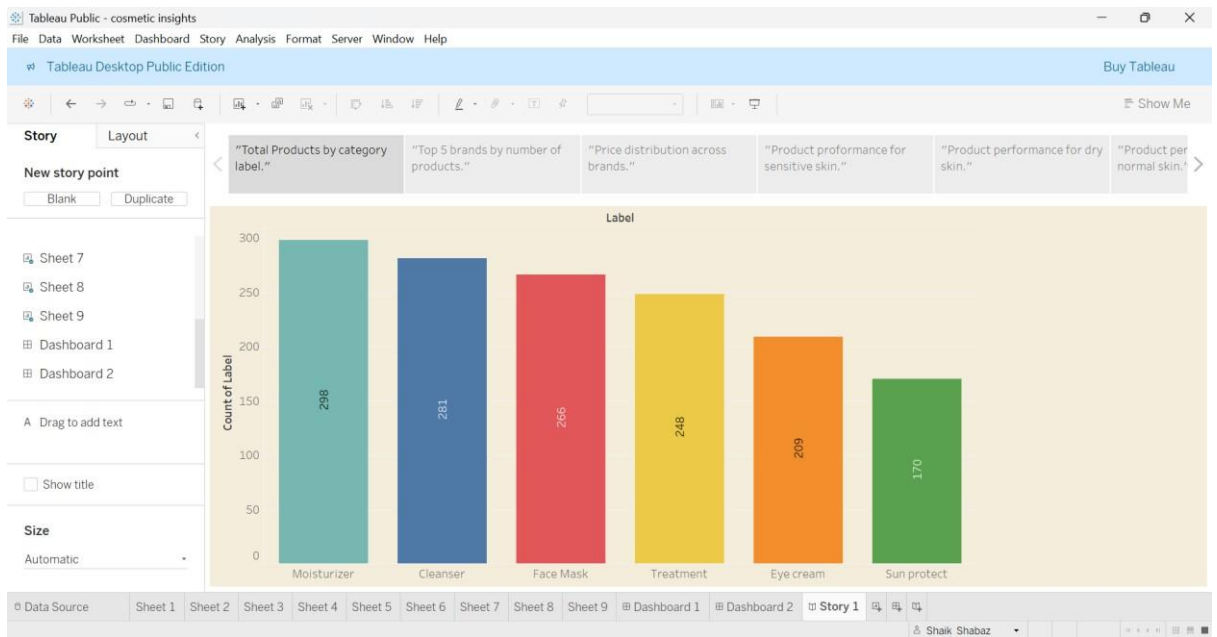 Tableau Public - cosmetic insights
File Data Worksheet Dashboard Story Analysis Format Server Window Help
Tableau Desktop Public Edition
Buy Tableau
Show Me
Story Layout
New story point
Blank Duplicate
Sheet 7
Sheet 8
Sheet 9
Dashboard 1
Dashboard 2
A Drag to add text
Show title
Size
Automatic
"Total Products by category
label."
"Top 5 brands by number of
products."
"Price distribution across
brands."
"Product proformance for
sensitive skin."
"Product performance for dry
skin."
"Product per
normal skin."
Label
Count of Label
300
250
200
150
100
50
0
298
281
266
248
209
170
Moisturizer Cleanser Face Mask Treatment Eye cream Sun protect
Data Source Sheet 1 Sheet 2 Sheet 3 Sheet 4 Sheet 5 Sheet 6 Sheet 7 Sheet 8 Sheet 9 Dashboard 1 Dashboard 2 Story 1
Shaik Shabaz